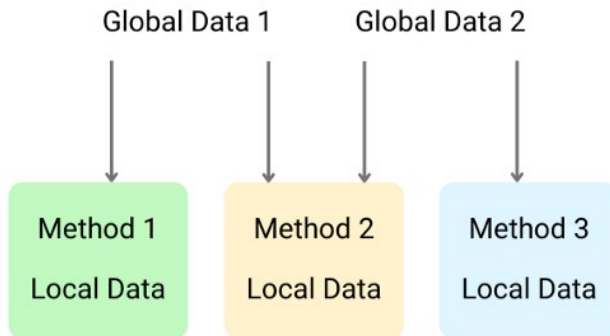 Global Data 1
Global Data 2
Method 1
Local Data
Method 2
Local Data
Method 3
Local Data